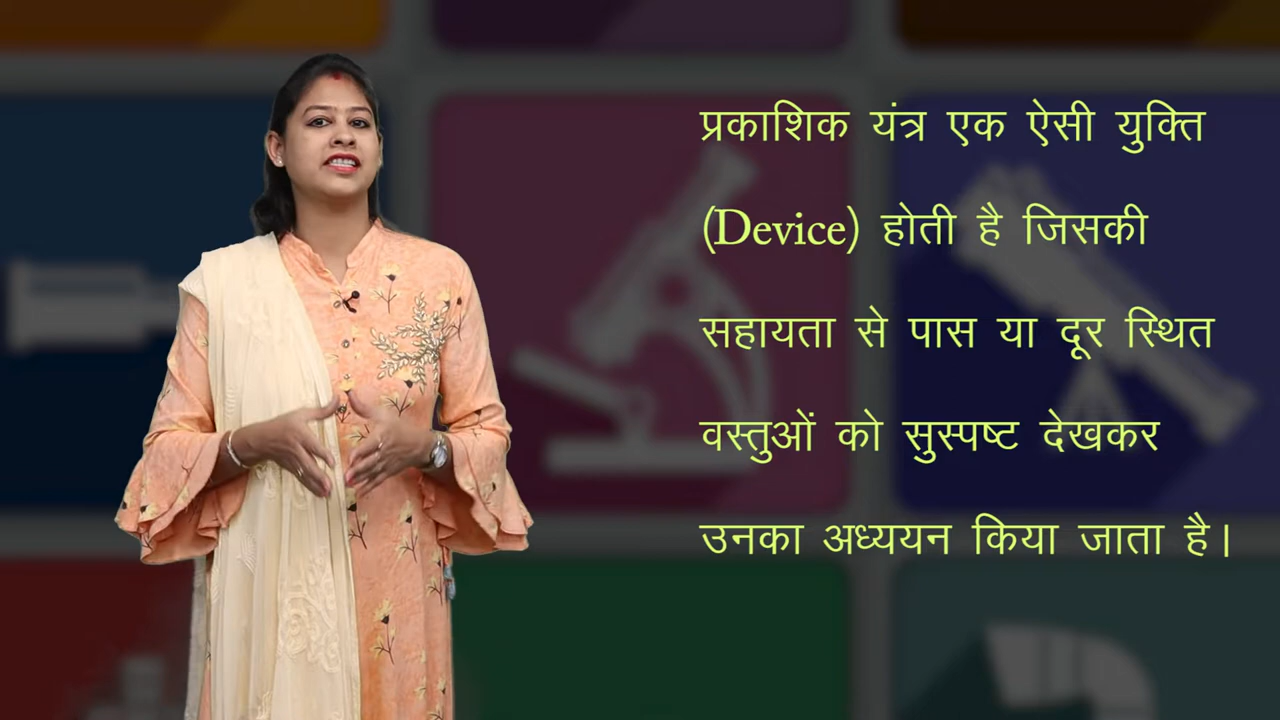 प्रकाशिक यंत्र एक ऐसी युक्ति
(Device) होती है जिसकी
सहायता से पास या दूर स्थित
वस्तुओं को सुस्पष्ट देखकर
उनका अध्ययन किया जाता है।